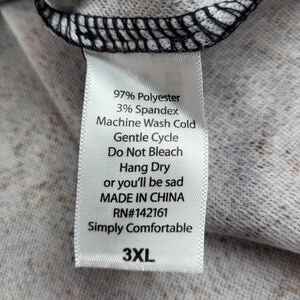 97% Polyester
3% Spandex
Machine Wash Cold
Gentle Cycle
Do Not Bleach
Hang Dry
or you'll be sad
MADE IN CHINA
RN#142161
Simply Comfortable
3XL